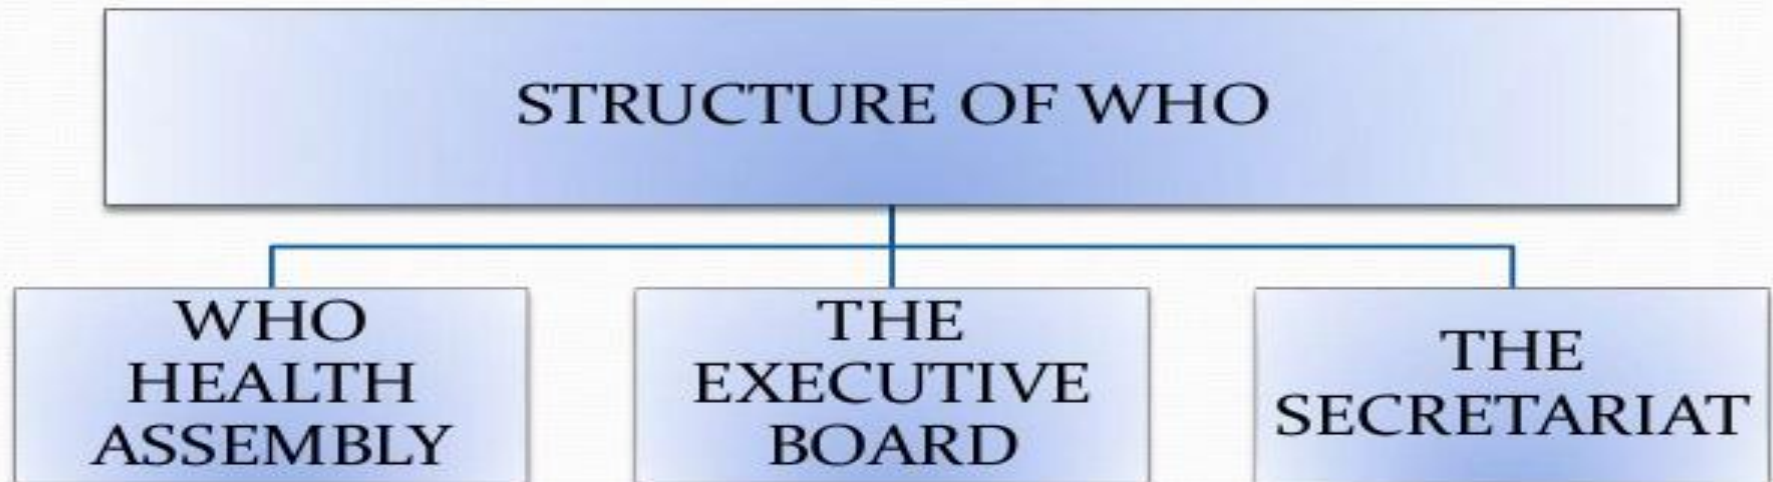 STRUCTURE OF WHO
WHO
HEALTH
ASSEMBLY
THE
EXECUTIVE
BOARD
THE
SECRETARIAT